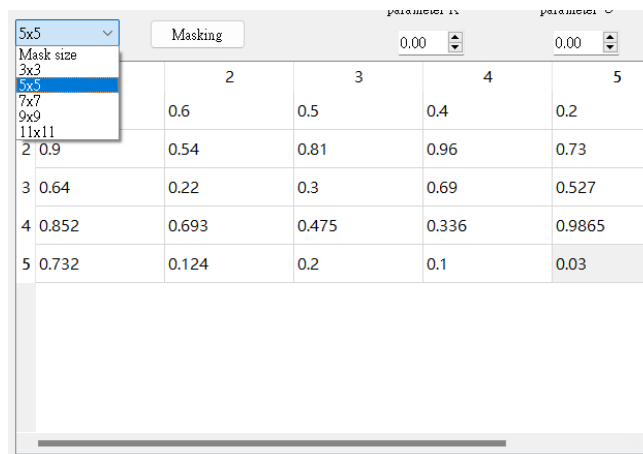 parameter K parameter C
5x5 Masking 0.00 0.00
Mask size
3x3
5x5
7x7
9x9
11x11
2 3 4 5
0.6 0.5 0.4 0.2
2 0.9 0.54 0.81 0.96 0.73
3 0.64 0.22 0.3 0.69 0.527
4 0.852 0.693 0.475 0.336 0.9865
5 0.732 0.124 0.2 0.1 0.03